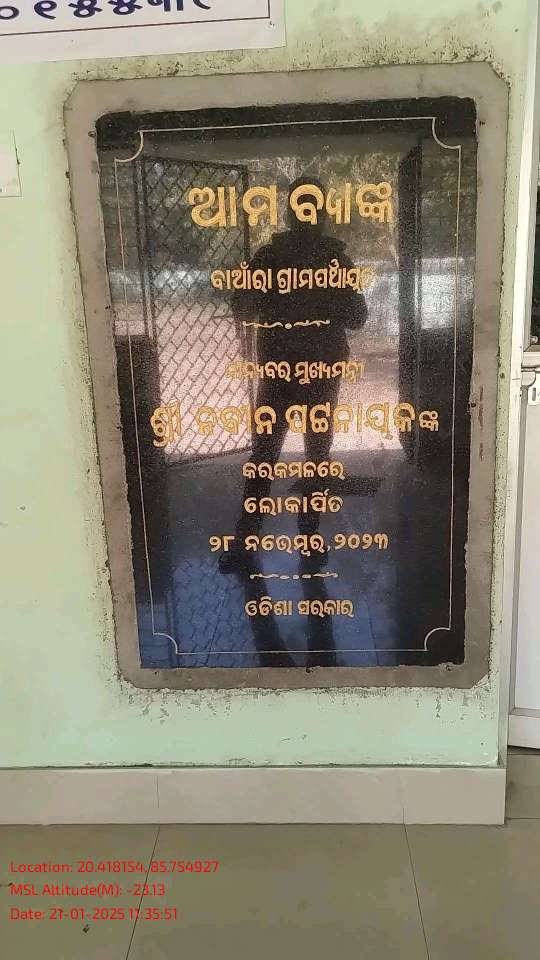 ଆମ ବ୍ୟାଙ୍କ
ବାଆଁରା ଗ୍ରାମପଞ୍ଚାୟତ
ମାନ୍ୟବର ମୁଖ୍ୟମନ୍ତ୍ରୀ
ଶ୍ରୀ ନବୀନ ପଟ୍ଟନାୟକଙ୍କ
କରକମଳରେ
ଲୋକାର୍ପିତ
୨୮ ନଭେମ୍ବର,୨୦୨୩
ଓଡିଶା ସରକାର
Location: 20.418154, 85.754927
MSL Altitude(M): -23.13
Date: 21-01-2025 11:35:51